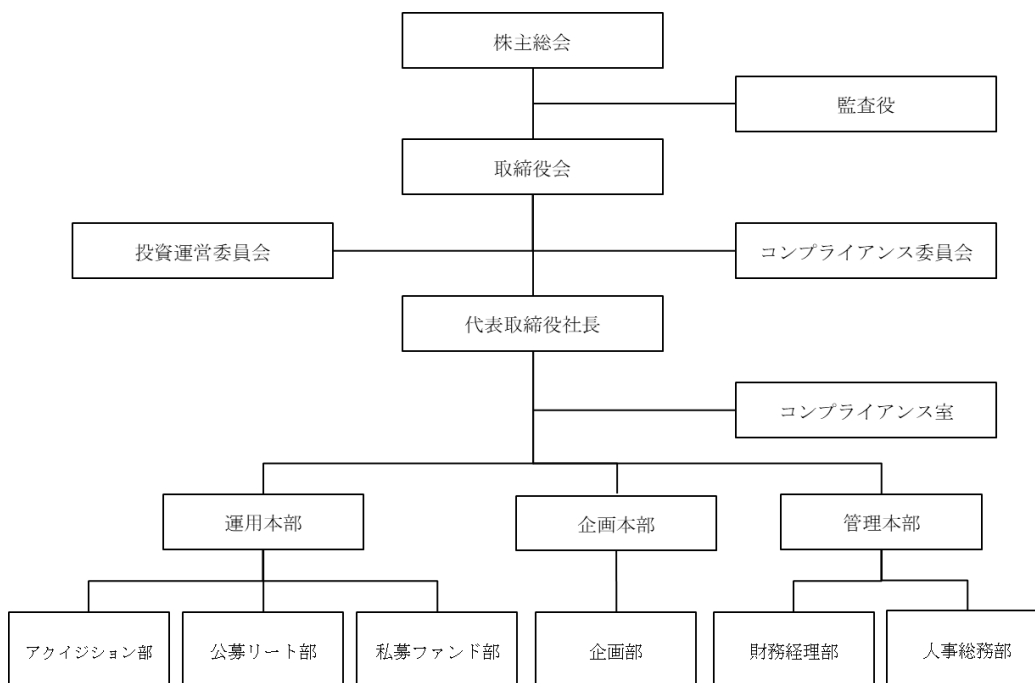 株主総会
監査役
取締役会
投資運営委員会
コンプライアンス委員会
代表取締役社長
コンプライアンス室
運用本部
企画本部
管理本部
アクイジション部
公募リート部
私募ファンド部
企画部
財務経理部
人事総務部